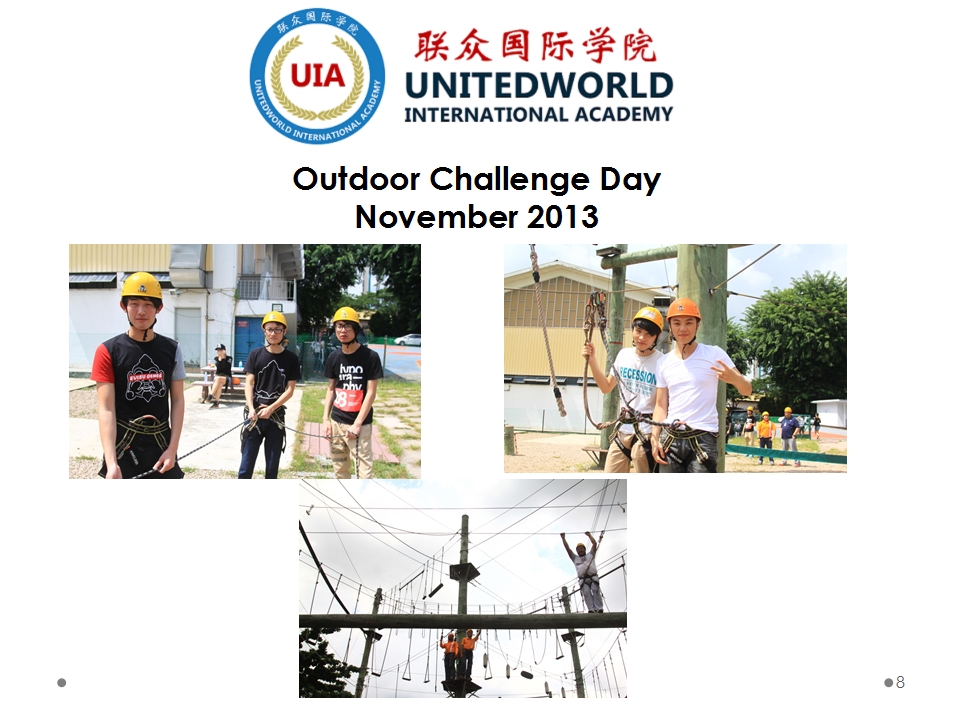 联众国际学院
UIA
UNITEDWORLD INTERNATIONAL ACADEMY
联众国际学院
UNITEDWORLD
INTERNATIONAL ACADEMY
Outdoor Challenge Day
November 2013
RECESSION
8